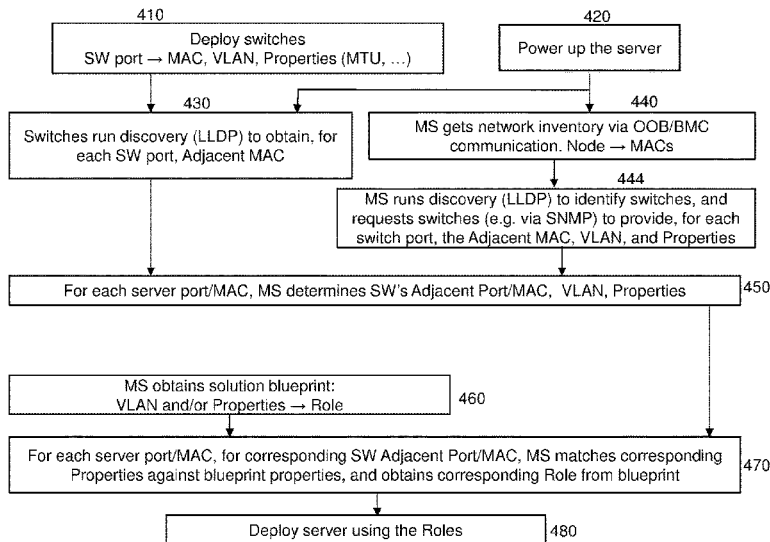 410
Deploy switches
SW port → MAC, VLAN, Properties (MTU, ...)
420
Power up the server
430
Switches run discovery (LLDP) to obtain, for
each SW port, Adjacent MAC
440
MS gets network inventory via OOB/BMC
communication. Node → MACs
444
MS runs discovery (LLDP) to identify switches, and
requests switches (e.g. via SNMP) to provide, for each
switch port, the Adjacent MAC, VLAN, and Properties
For each server port/MAC, MS determines SW's Adjacent Port/MAC, VLAN, Properties
450
MS obtains solution blueprint:
VLAN and/or Properties → Role
460
For each server port/MAC, for corresponding SW Adjacent Port/MAC, MS matches corresponding
Properties against blueprint properties, and obtains corresponding Role from blueprint
470
Deploy server using the Roles
480